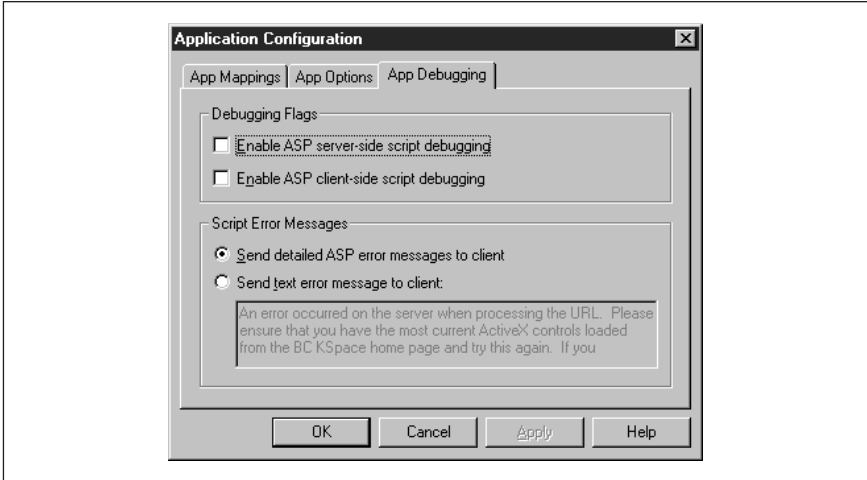 Application Configuration
App Mappings
App Options
App Debugging
Debugging Flags
Enable ASP server-side script debugging
Enable ASP client-side script debugging
Script Error Messages
Send detailed ASP error messages to client
Send text error message to client:
An error occurred on the server when processing the URL.  Please
ensure that you have the most current ActiveX controls loaded
from the BC KSpace home page and try this again.  If you
OK
Cancel
Apply
Help